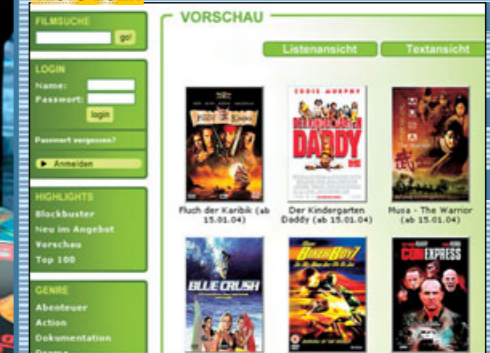 FILMSUCHE
go!
LOGIN
Name:
Passwort:
login
Passwort vergessen?
Anmelden
HIGHLIGHTS
Blockbuster
Neu im Angebot
Vorschau
Top 100
GENRE
Abenteuer
Action
Dokumentation
VORSCHAU
Listenansicht
Textansicht
Fluch der Karibik (ab
15.01.04)
EDDIE MURPHY
DER KINDERGARTEN
DADDY
Der Kindergarten
Daddy (ab 15.01.04)
Musa - The Warrior
(ab 15.01.04)
BLUE CRUSH
BIKER BOYZ
CON EXPRESS